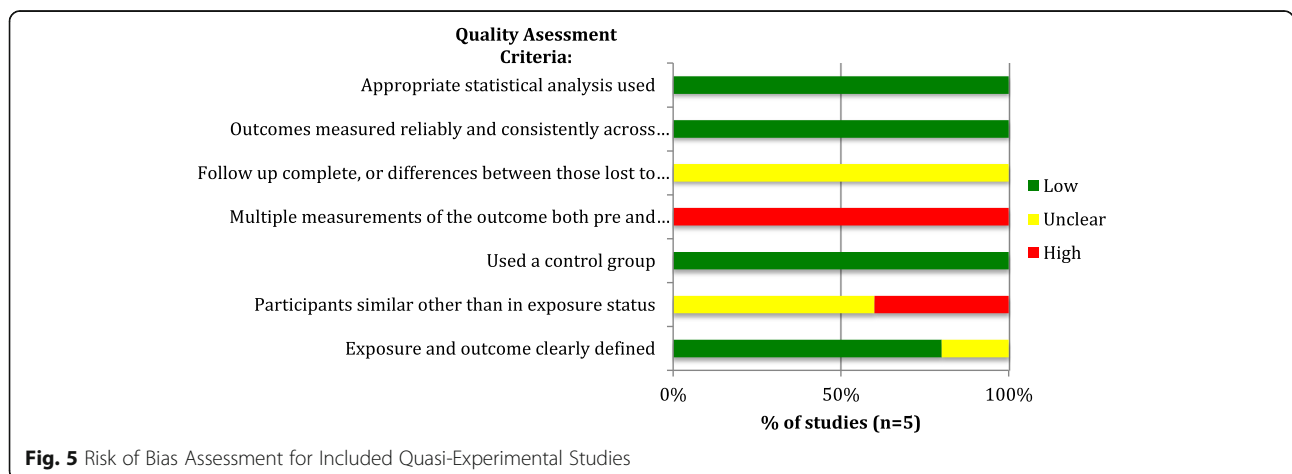 Quality Asessment
Criteria:
Appropriate statistical analysis used
Outcomes measured reliably and consistently across...
Follow up complete, or differences between those lost to...
Multiple measurements of the outcome both pre and...
Used a control group
Participants similar other than in exposure status
Exposure and outcome clearly defined
Low
Unclear
High
0%
50%
100%
% of studies (n=5)
Fig. 5 Risk of Bias Assessment for Included Quasi-Experimental Studies